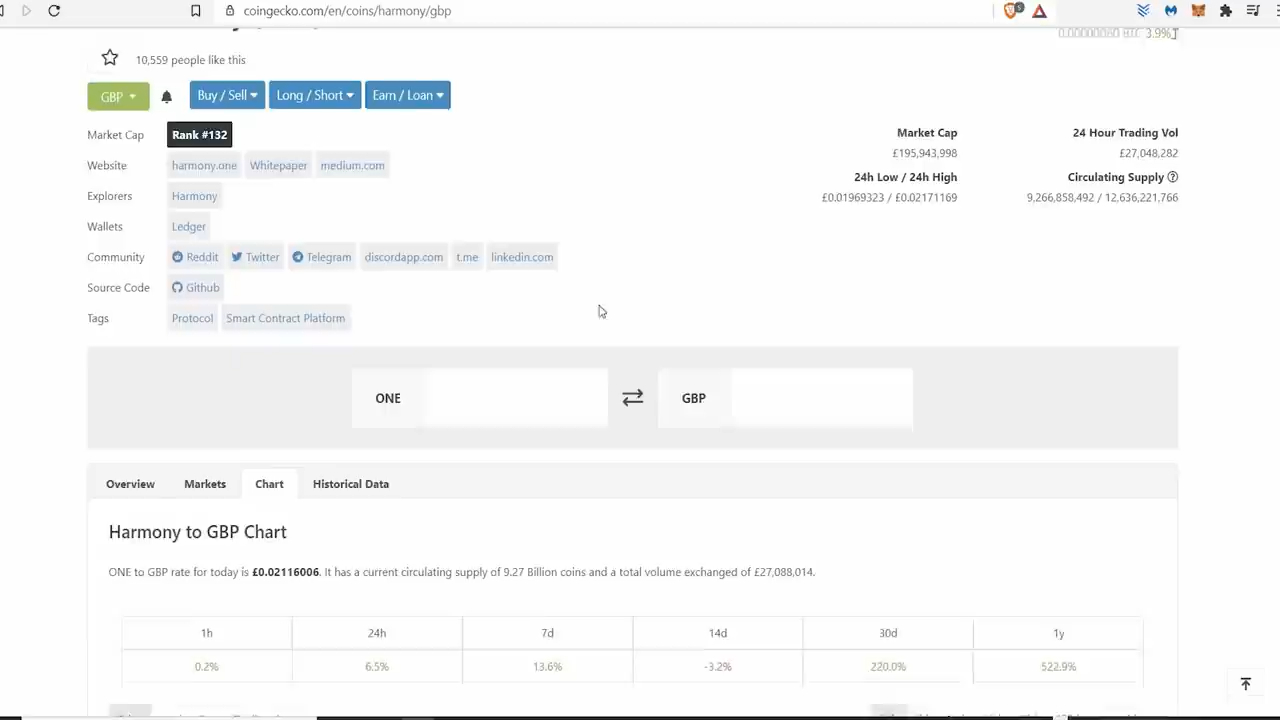 coingecko.com/en/coins/harmony/gbp
3.9%
10,559 people like this
GBP Buy / Sell Long / Short Earn / Loan
Market Cap Rank #132
Website harmony.one Whitepaper medium.com
Explorers Harmony
Wallets Ledger
Community Reddit Twitter Telegram discordapp.com t.me linkedin.com
Source Code Github
Tags Protocol Smart Contract Platform
Market Cap 24 Hour Trading Vol
£195,943,998 £27,048,282
24h Low / 24h High Circulating Supply
£0.01969323 / £0.02171169 9,266,858,492 / 12,636,221,766
ONE GBP
Overview Markets Chart Historical Data
Harmony to GBP Chart
ONE to GBP rate for today is £0.02116006. It has a current circulating supply of 9.27 Billion coins and a total volume exchanged of £27,088,014.
1h 24h 7d 14d 30d 1y
0.2% 6.5% 13.6% -3.2% 220.0% 522.9%